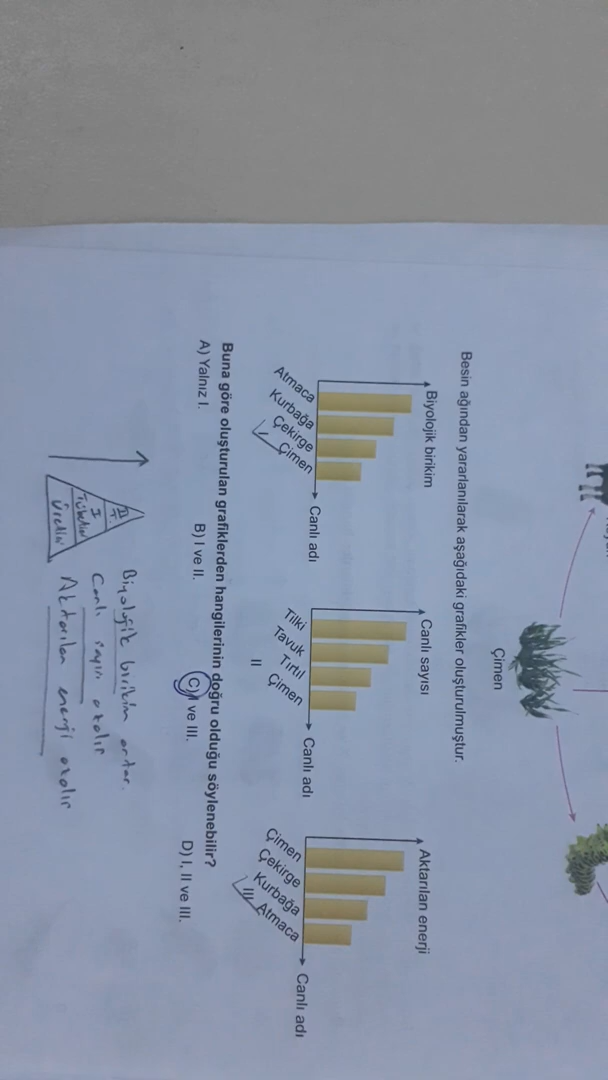 Çimen
Besin ağından yararlanılarak aşağıdaki grafikler oluşturulmuştur.
Biyolojik birikim
Atmaca
Kurbağa
Çekirge
Çimen
Canlı adı
I
Canlı sayısı
Tilki
Tavuk
Tırtıl
Çimen
Canlı adı
II
Aktarılan enerji
Çimen
Çekirge
Kurbağa
Atmaca
Canlı adı
III
Buna göre oluşturulan grafiklerden hangilerinin doğru olduğu söylenebilir?
A) Yalnız I.
B) I ve II.
C) I ve III.
D) I, II ve III.
II
T.
I
Tüketici
Üretici
Biyolojik birikim artar.
Canlı sayısı azalır
Aktarılan enerji azalır